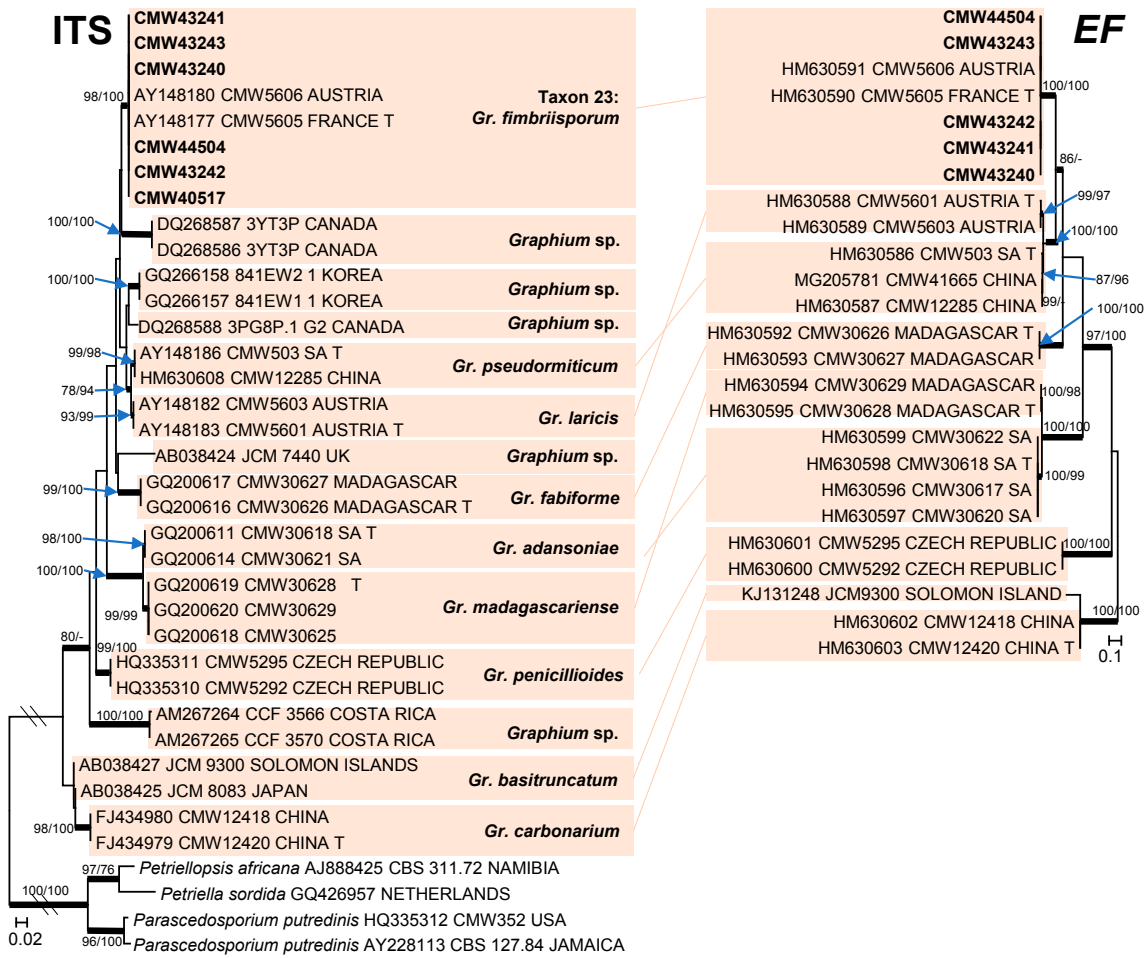 ITS
CMW43241
CMW43243
CMW43240
98/100
AY148180 CMW5606 AUSTRIA
AY148177 CMW5605 FRANCE T
CMW44504
CMW43242
CMW40517
Taxon 23:
Gr. fimbriisporum
100/100
DQ268587 3YT3P CANADA
DQ268586 3YT3P CANADA
Graphium sp.
100/100
GQ266158 841EW2 1 KOREA
GQ266157 841EW1 1 KOREA
Graphium sp.
DQ268588 3PG8P.1 G2 CANADA
Graphium sp.
99/98
AY148186 CMW503 SA T
HM630608 CMW12285 CHINA
Gr. pseudormiticum
78/94
93/99
AY148182 CMW5603 AUSTRIA
AY148183 CMW5601 AUSTRIA T
Gr. laricis
AB038424 JCM 7440 UK
Graphium sp.
99/100
GQ200617 CMW30627 MADAGASCAR
GQ200616 CMW30626 MADAGASCAR T
Gr. fabiforme
98/100
GQ200611 CMW30618 SA T
GQ200614 CMW30621 SA
Gr. adansoniae
100/100
GQ200619 CMW30628 T
GQ200620 CMW30629
GQ200618 CMW30625
99/99
Gr. madagascariense
80/-
99/100
HQ335311 CMW5295 CZECH REPUBLIC
HQ335310 CMW5292 CZECH REPUBLIC
Gr. penicillioides
100/100
AM267264 CCF 3566 COSTA RICA
AM267265 CCF 3570 COSTA RICA
Graphium sp.
AB038427 JCM 9300 SOLOMON ISLANDS
AB038425 JCM 8083 JAPAN
Gr. basitruncatum
98/100
FJ434980 CMW12418 CHINA
FJ434979 CMW12420 CHINA T
Gr. carbonarium
97/76
Petriellopsis africana AJ888425 CBS 311.72 NAMIBIA
Petriella sordida GQ426957 NETHERLANDS
100/100
Parascedosporium putredinis HQ335312 CMW352 USA
96/100
Parascedosporium putredinis AY228113 CBS 127.84 JAMAICA
0.02
EF
CMW44504
CMW43243
HM630591 CMW5606 AUSTRIA
HM630590 CMW5605 FRANCE T
100/100
CMW43242
CMW43241
CMW43240
86/-
HM630588 CMW5601 AUSTRIA T
HM630589 CMW5603 AUSTRIA
99/97
100/100
HM630586 CMW503 SA T
MG205781 CMW41665 CHINA
HM630587 CMW12285 CHINA
87/96
99/-
100/100
HM630592 CMW30626 MADAGASCAR T
HM630593 CMW30627 MADAGASCAR
97/100
HM630594 CMW30629 MADAGASCAR
HM630595 CMW30628 MADAGASCAR T
100/98
100/100
HM630599 CMW30622 SA
HM630598 CMW30618 SA T
HM630596 CMW30617 SA
HM630597 CMW30620 SA
100/99
HM630601 CMW5295 CZECH REPUBLIC
HM630600 CMW5292 CZECH REPUBLIC
100/100
KJ131248 JCM9300 SOLOMON ISLAND
100/100
HM630602 CMW12418 CHINA
HM630603 CMW12420 CHINA T
0.1